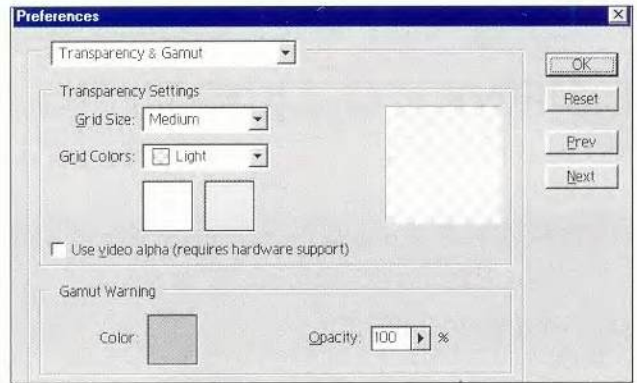 Preferences
Transparency & Gamut
OK
Transparency Settings
Reset
Grid Size: Medium
Prev
Grid Colors: Light
Next
Use video alpha (requires hardware support)
Gamut Warning
Color:
Opacity: 100 %